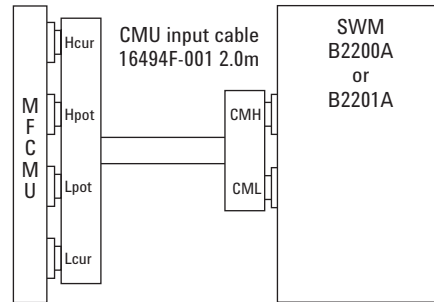 M
F
C
M
U
Hcur
Hpot
Lpot
Lcur
CMU input cable
16494F-001 2.0m
CMH
CML
SWM
B2200A
or
B2201A